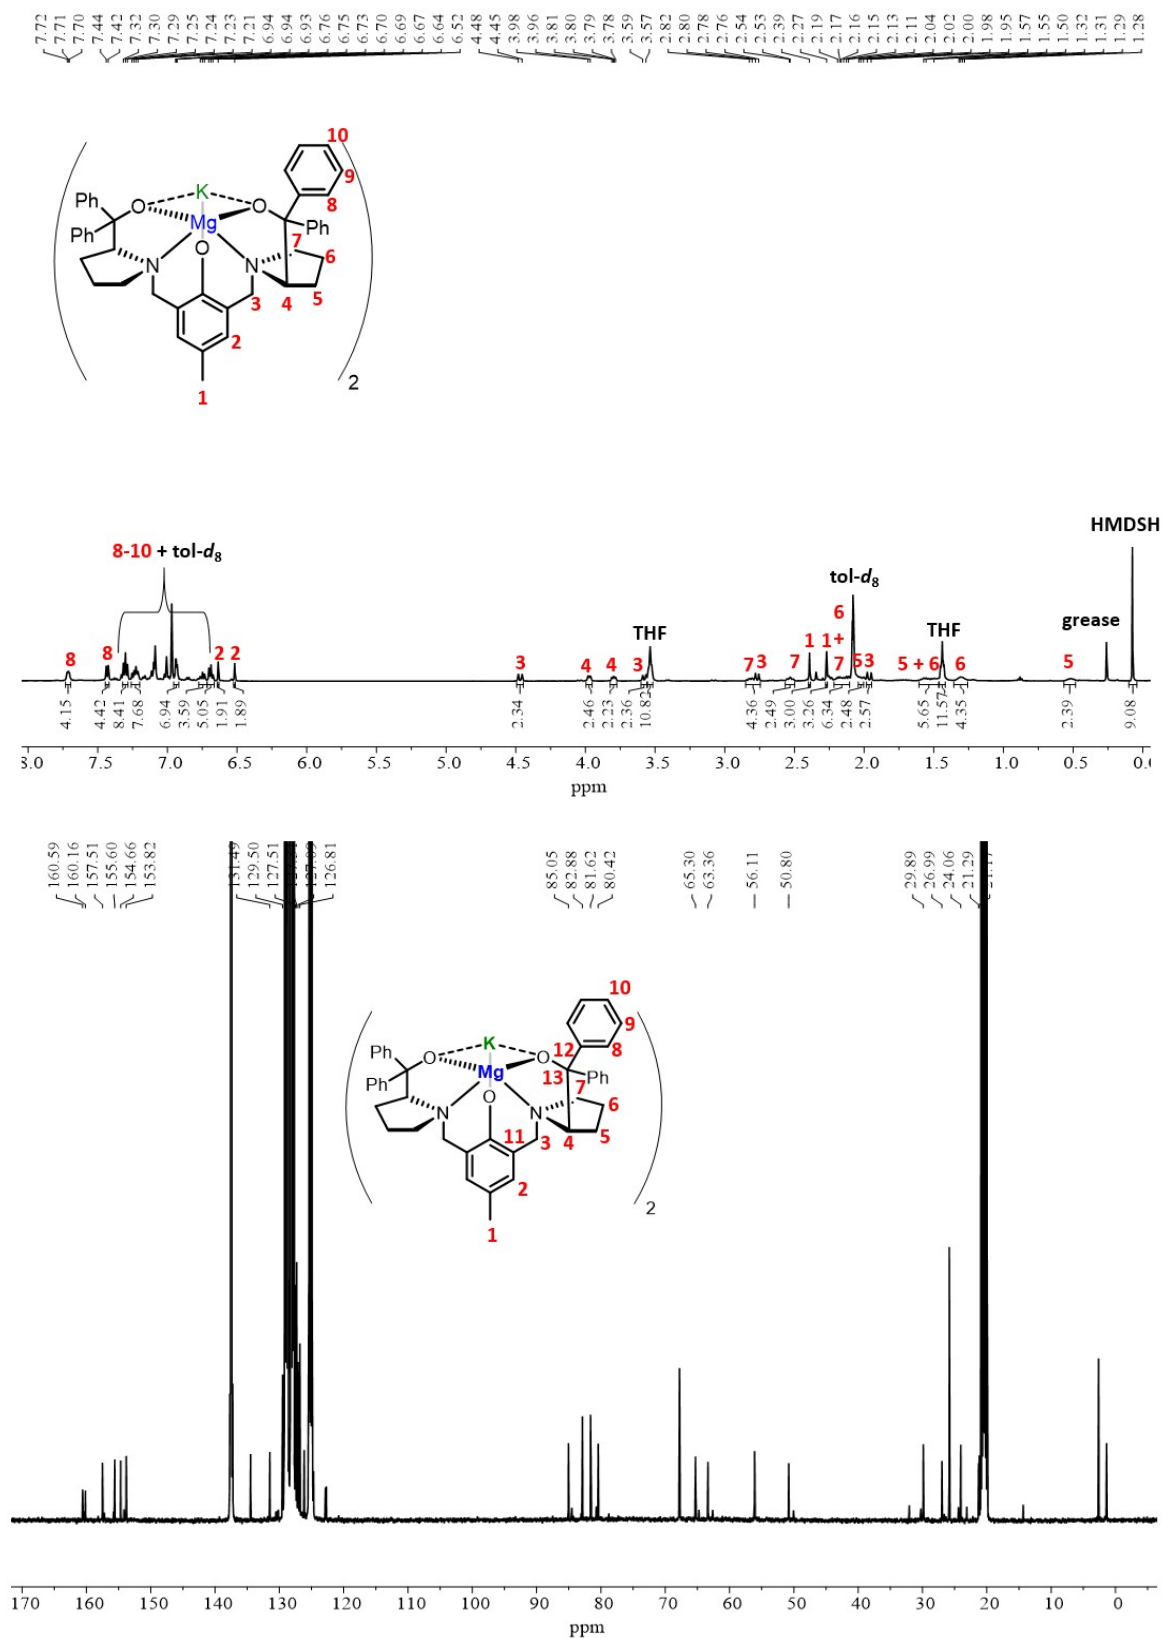 7.72 7.71 7.70 7.44 7.42 7.32 7.30 7.29 7.25 7.24 7.23 7.21 6.94 6.94 6.93 6.76 6.75 6.73 6.70 6.69 6.67 6.64 6.52 4.48 4.45 3.98 3.96 3.81 3.80 3.79 3.78 3.59 3.57 2.82 2.80 2.78 2.76 2.54 2.53 2.39 2.27 2.19 2.17 2.16 2.15 2.13 2.11 2.04 2.02 2.00 1.98 1.95 1.57 1.55 1.50 1.32 1.31 1.29 1.28
10
9
Ph O K O 8
Ph Mg Ph
7
O 6
N N
3 4 5
2
2
1
HMDSH
8-10 + tol-d8
tol-d8
6
THF 1 1+ THF grease
8 8 2 2 3 4 4 3 7 3 7 7 5 3 5 + 6 6 5
4.15 4.42 8.41 7.68 6.94 3.59 5.05 1.91 1.89 2.34 2.46 2.23 2.36 10.82 4.36 2.49 3.00 3.26 6.34 2.48 2.57 5.65 11.57 4.35 2.39 9.08
7.5 7.0 6.5 6.0 5.5 5.0 4.5 4.0 3.5 3.0 2.5 2.0 1.5 1.0 0.5
ppm
160.59 160.16 157.51 155.60 154.66 153.82 131.49 129.50 127.51 126.81 85.05 82.88 81.62 80.42 65.30 63.36 56.11 50.80 29.89 26.99 24.06 21.29
10
9
Ph O K 12 O 8
Ph Mg 13 Ph
7
O 6
N N
11 3 4 5
2
2
1
170 160 150 140 130 120 110 100 90 80 70 60 50 40 30 20 10 0
ppm